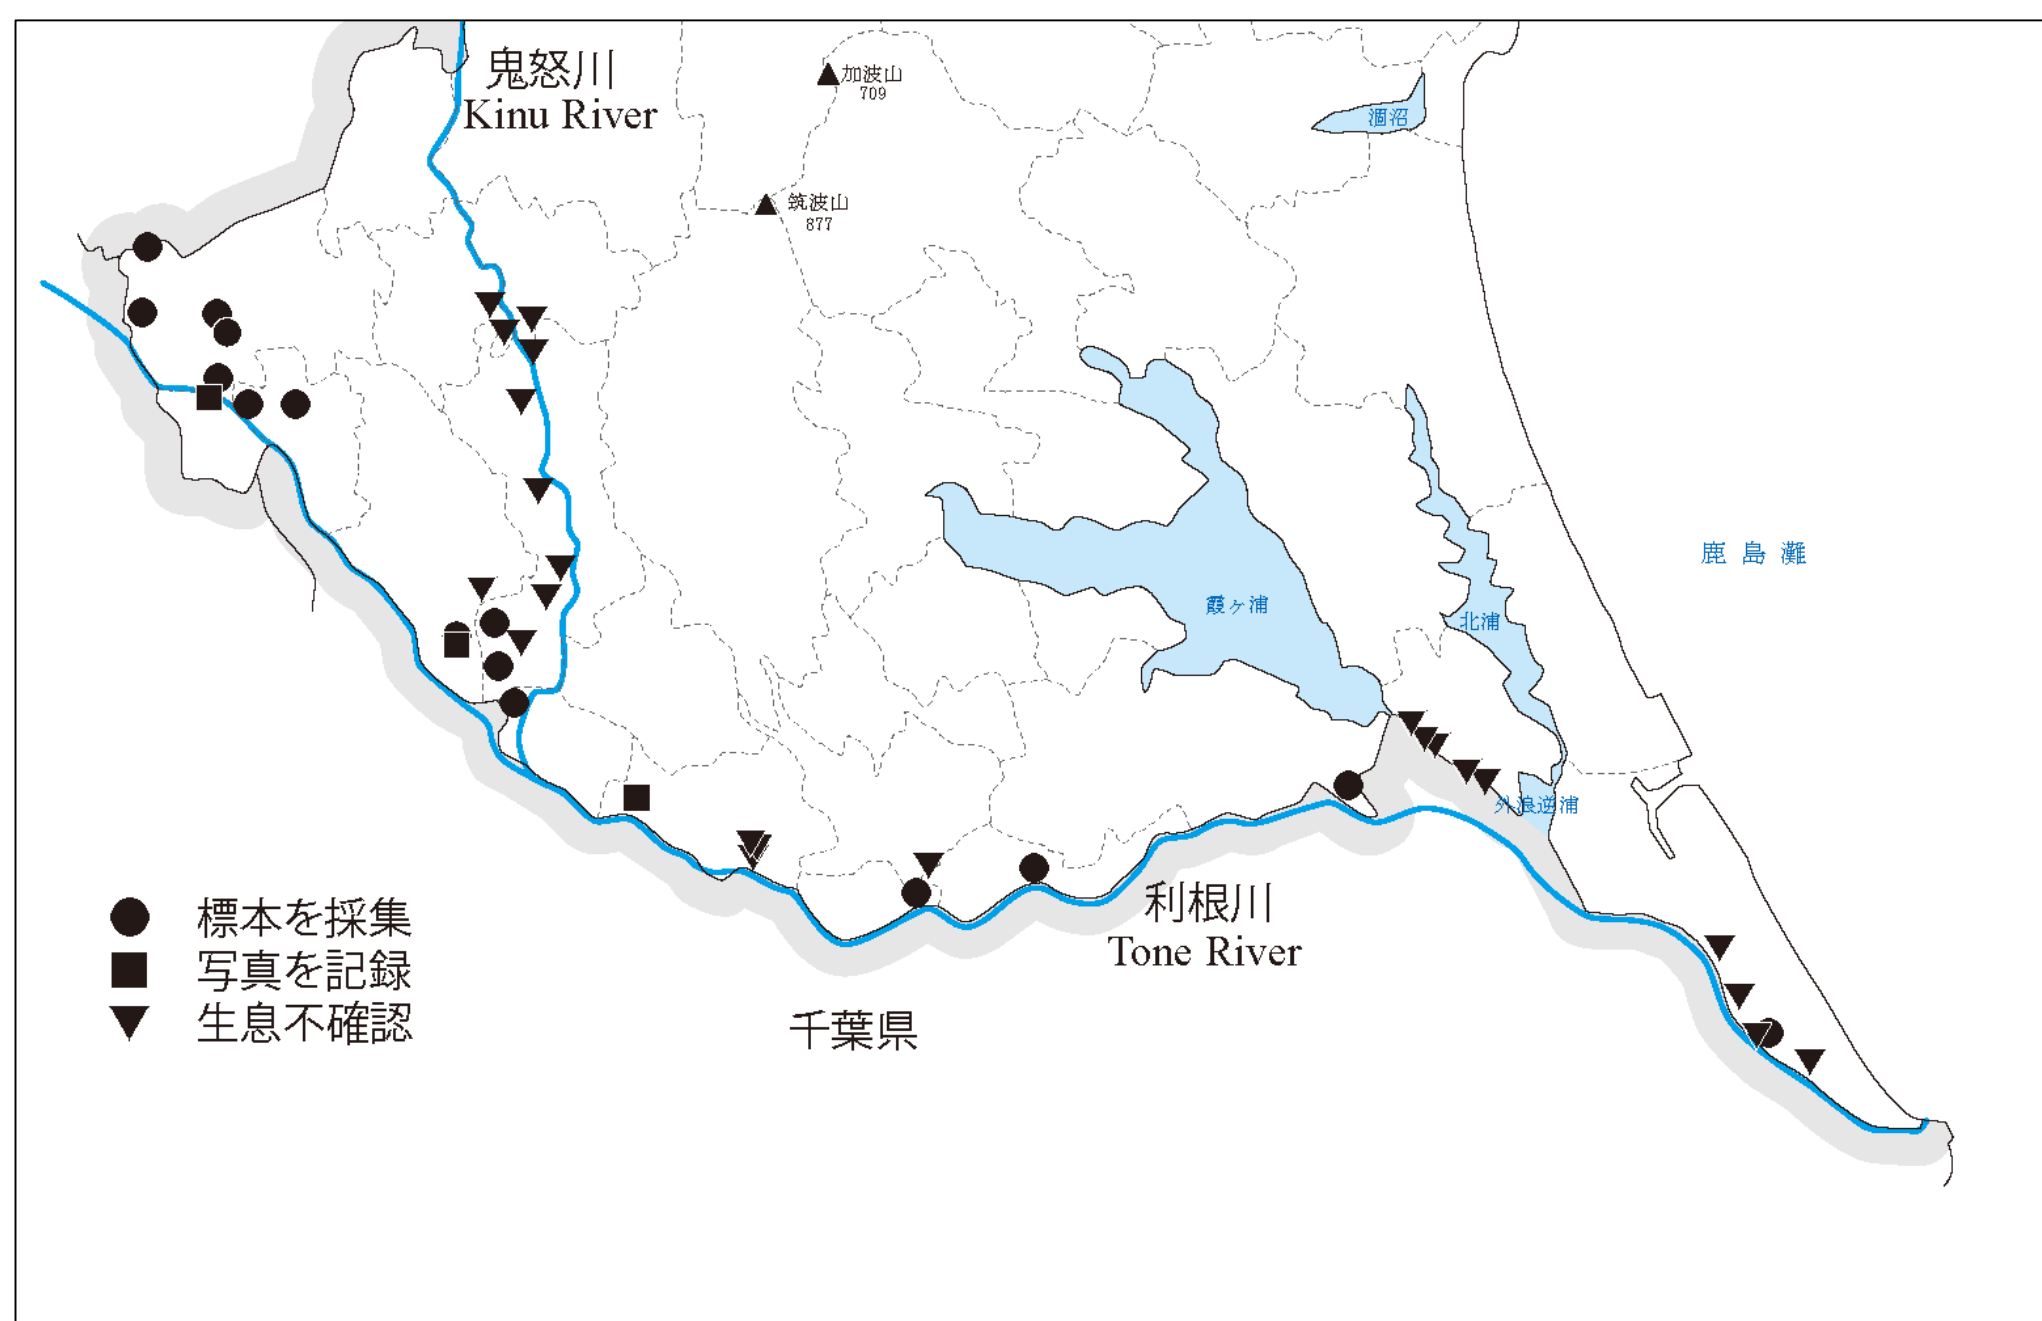 鬼怒川
Kinu River
加波山
709
涸沼
筑波山
877
鹿島灘
霞ヶ浦
北浦
外浪逆浦
利根川
Tone River
標本を採集
写真を記録
生息不確認
千葉県